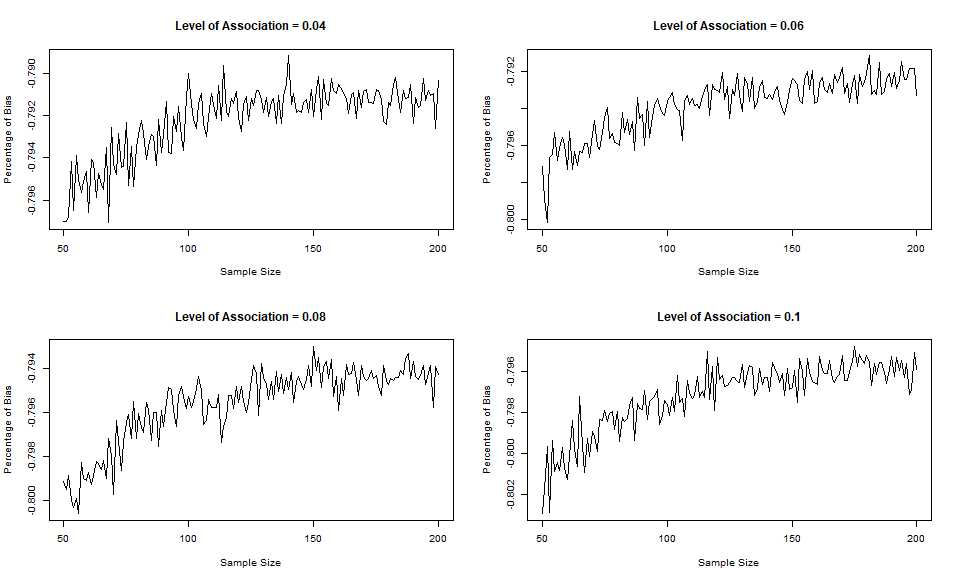 Level of Association = 0.04
Percentage of Bias
-0.790
-0.792
-0.794
-0.796
50
100
150
200
Sample Size
Level of Association = 0.06
Percentage of Bias
-0.792
-0.796
-0.800
50
100
150
200
Sample Size
Level of Association = 0.08
Percentage of Bias
-0.794
-0.796
-0.798
-0.800
50
100
150
200
Sample Size
Level of Association = 0.1
Percentage of Bias
-0.796
-0.798
-0.800
-0.802
50
100
150
200
Sample Size